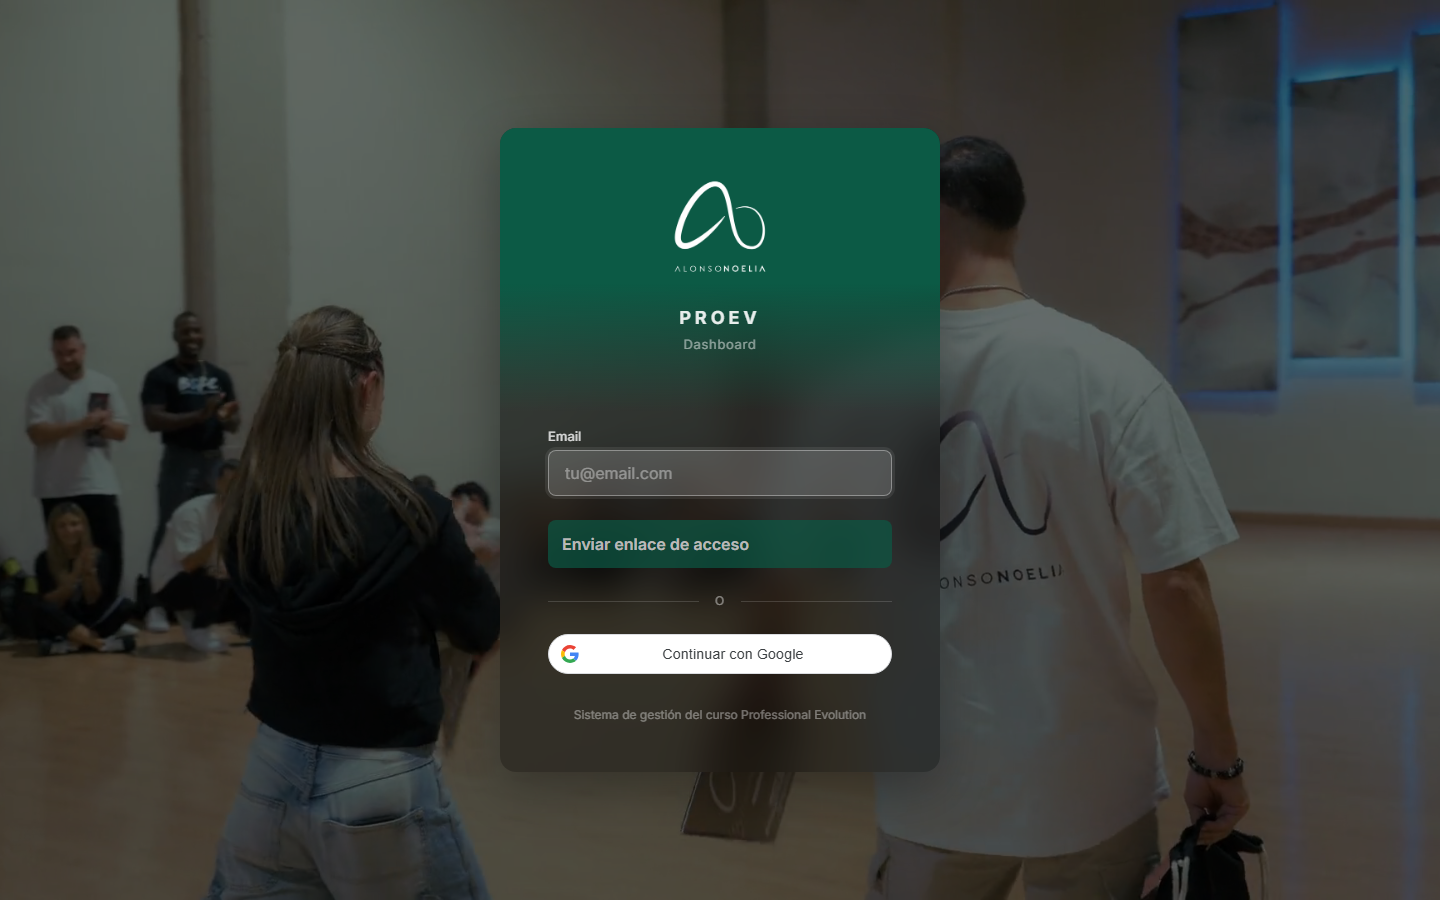 ALONSONOELIA
PROEV
Dashboard
Email
tu@email.com
Enviar enlace de acceso
O
Continuar con Google
Sistema de gestión del curso Professional Evolution
ONSONOELIA